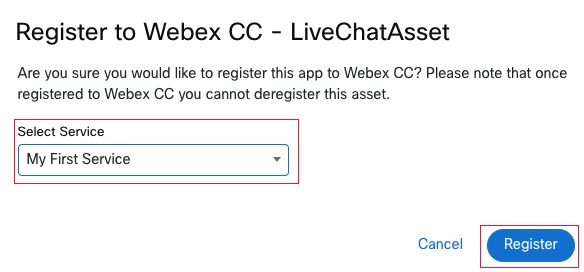 Register to Webex CC - LiveChatAsset
Are you sure you would like to register this app to Webex CC? Please note that once
registered to Webex CC you cannot deregister this asset.
Select Service
My First Service
Cancel
Register